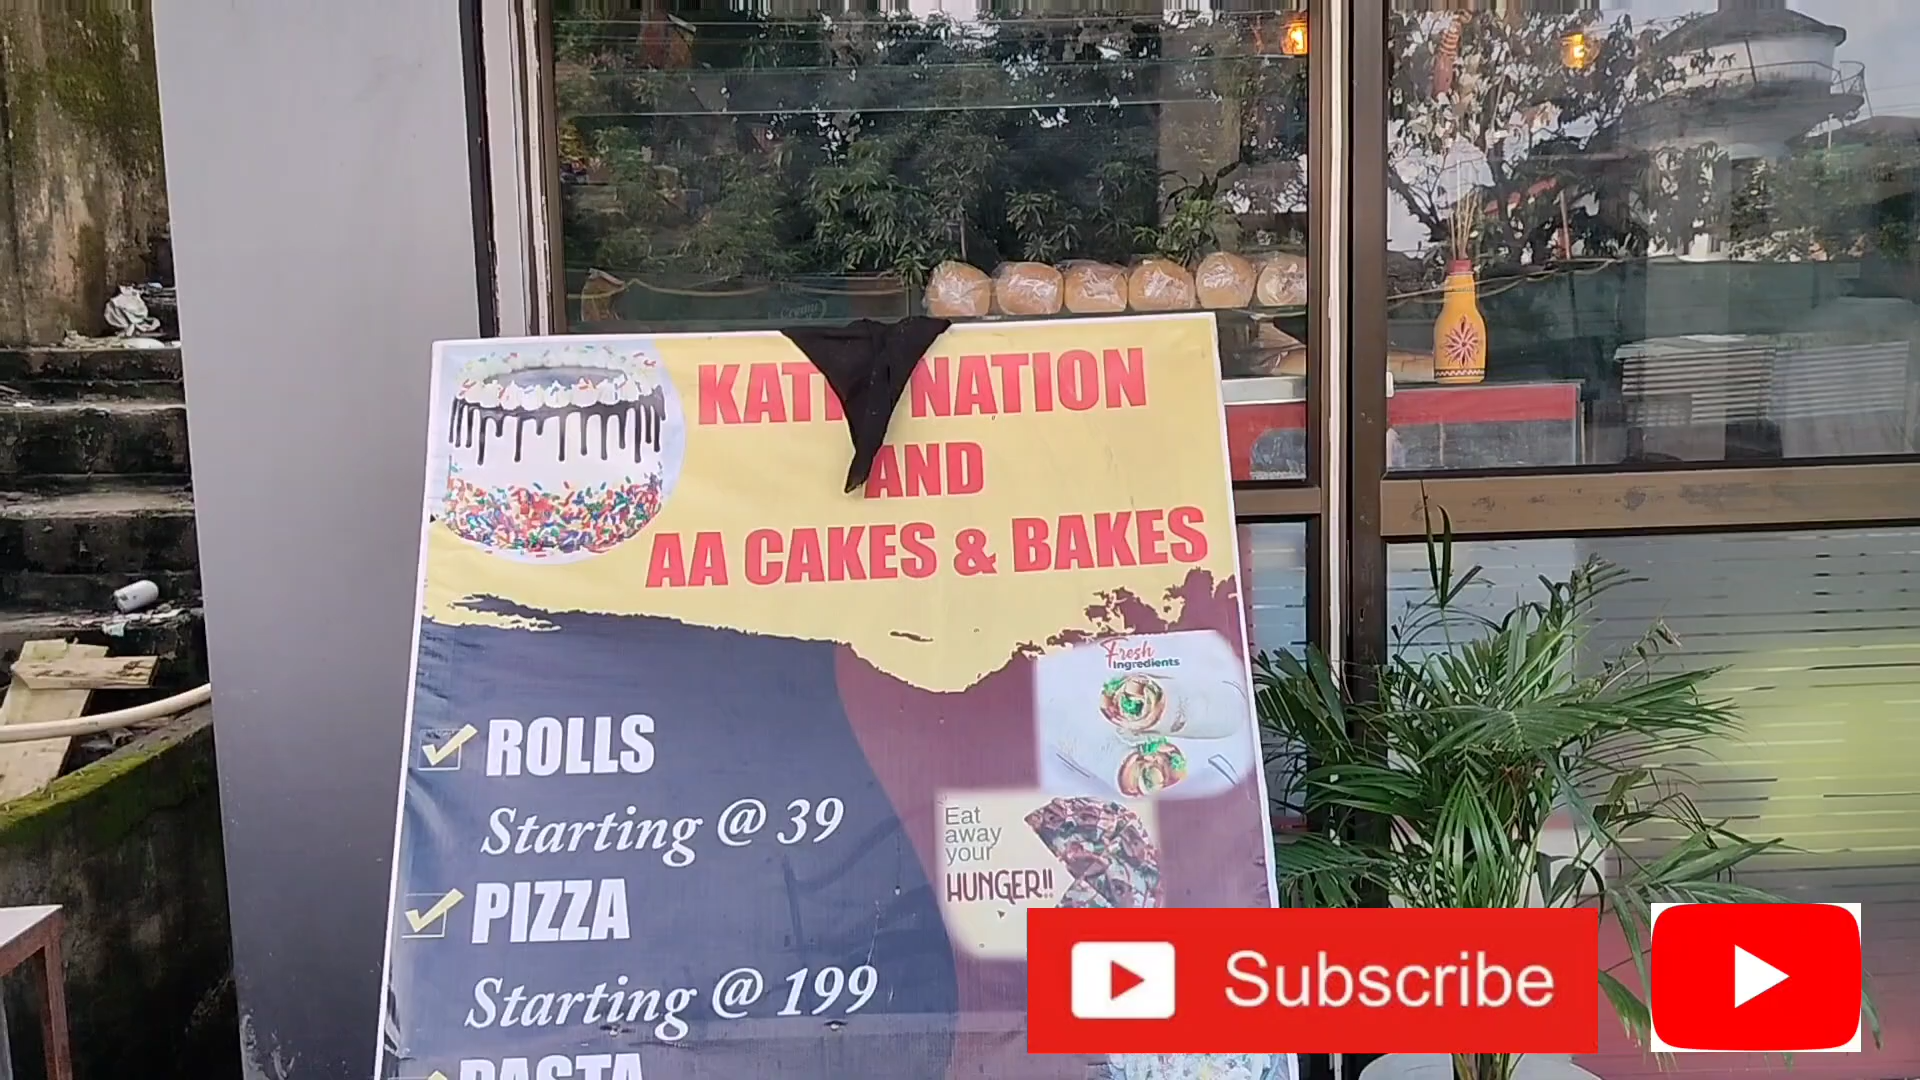 KATI NATION
AND
AA CAKES & BAKES
Fresh
Ingredients
ROLLS
Starting @ 39
Eat
away
your
HUNGER!!
PIZZA
Starting @ 199
PASTA
Subscribe